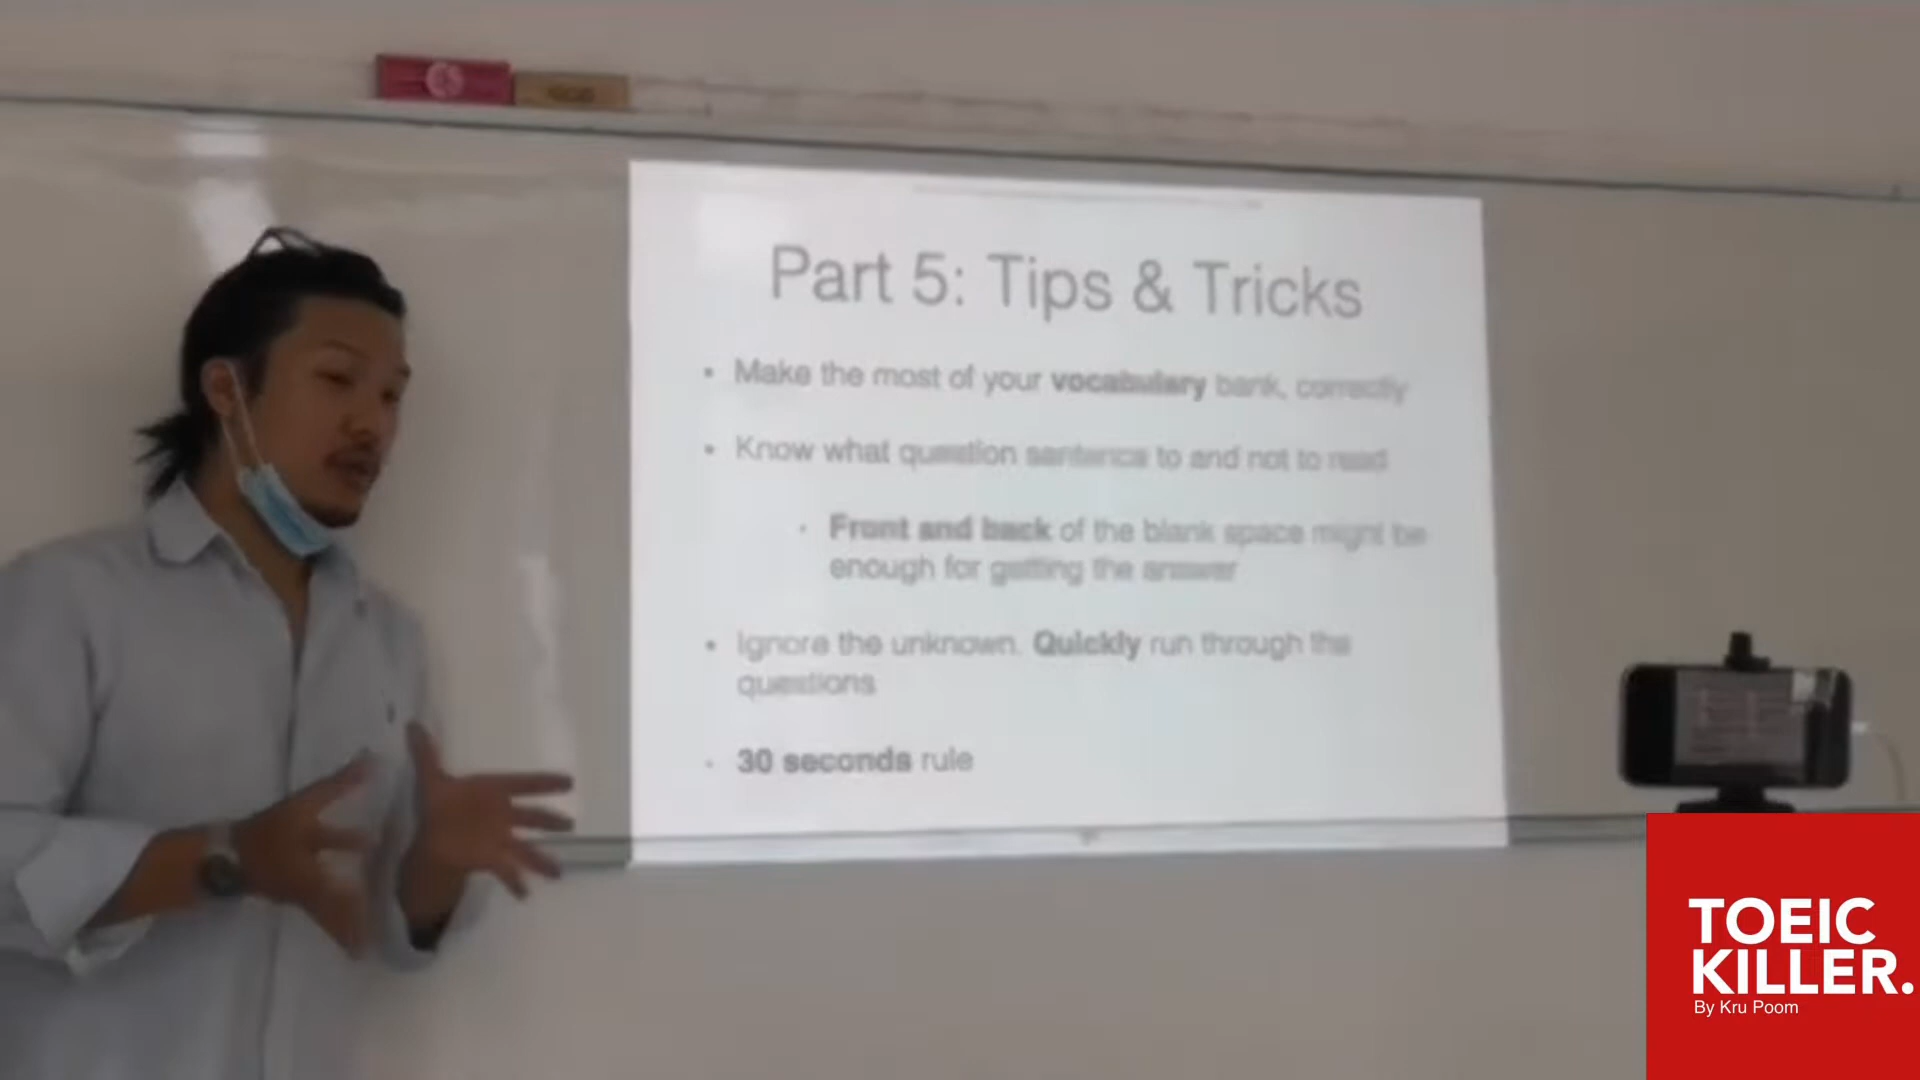 Part 5: Tips & Tricks
• Make the most of your vocabulary bank, correctly
• Know what question sentence to and not to read
• Front and back of the blank space might be
enough for getting the answer
• Ignore the unknown. Quickly run through the
questions
• 30 seconds rule
TOEIC
KILLER.
By Kru Poom